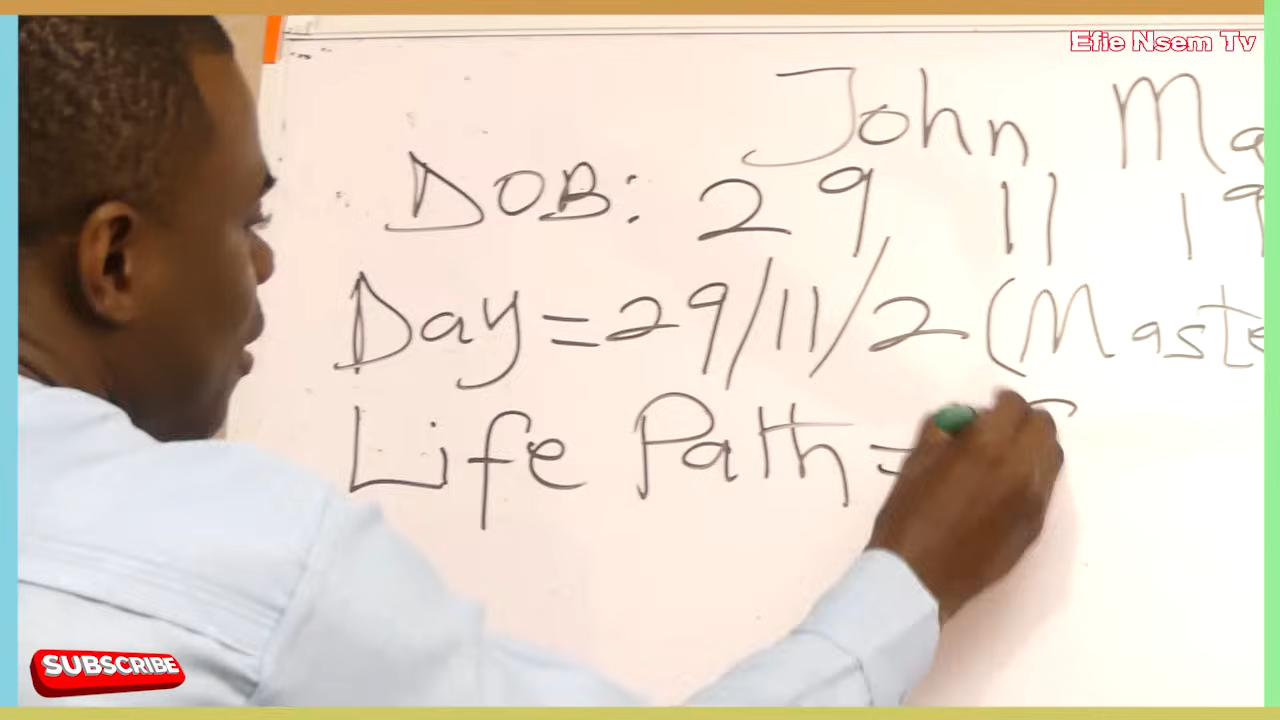 Efie Nsem Tv
John Ma
DOB: 29 11 19
Day=29/11/2 (Maste
Life Path =
SUBSCRIBE